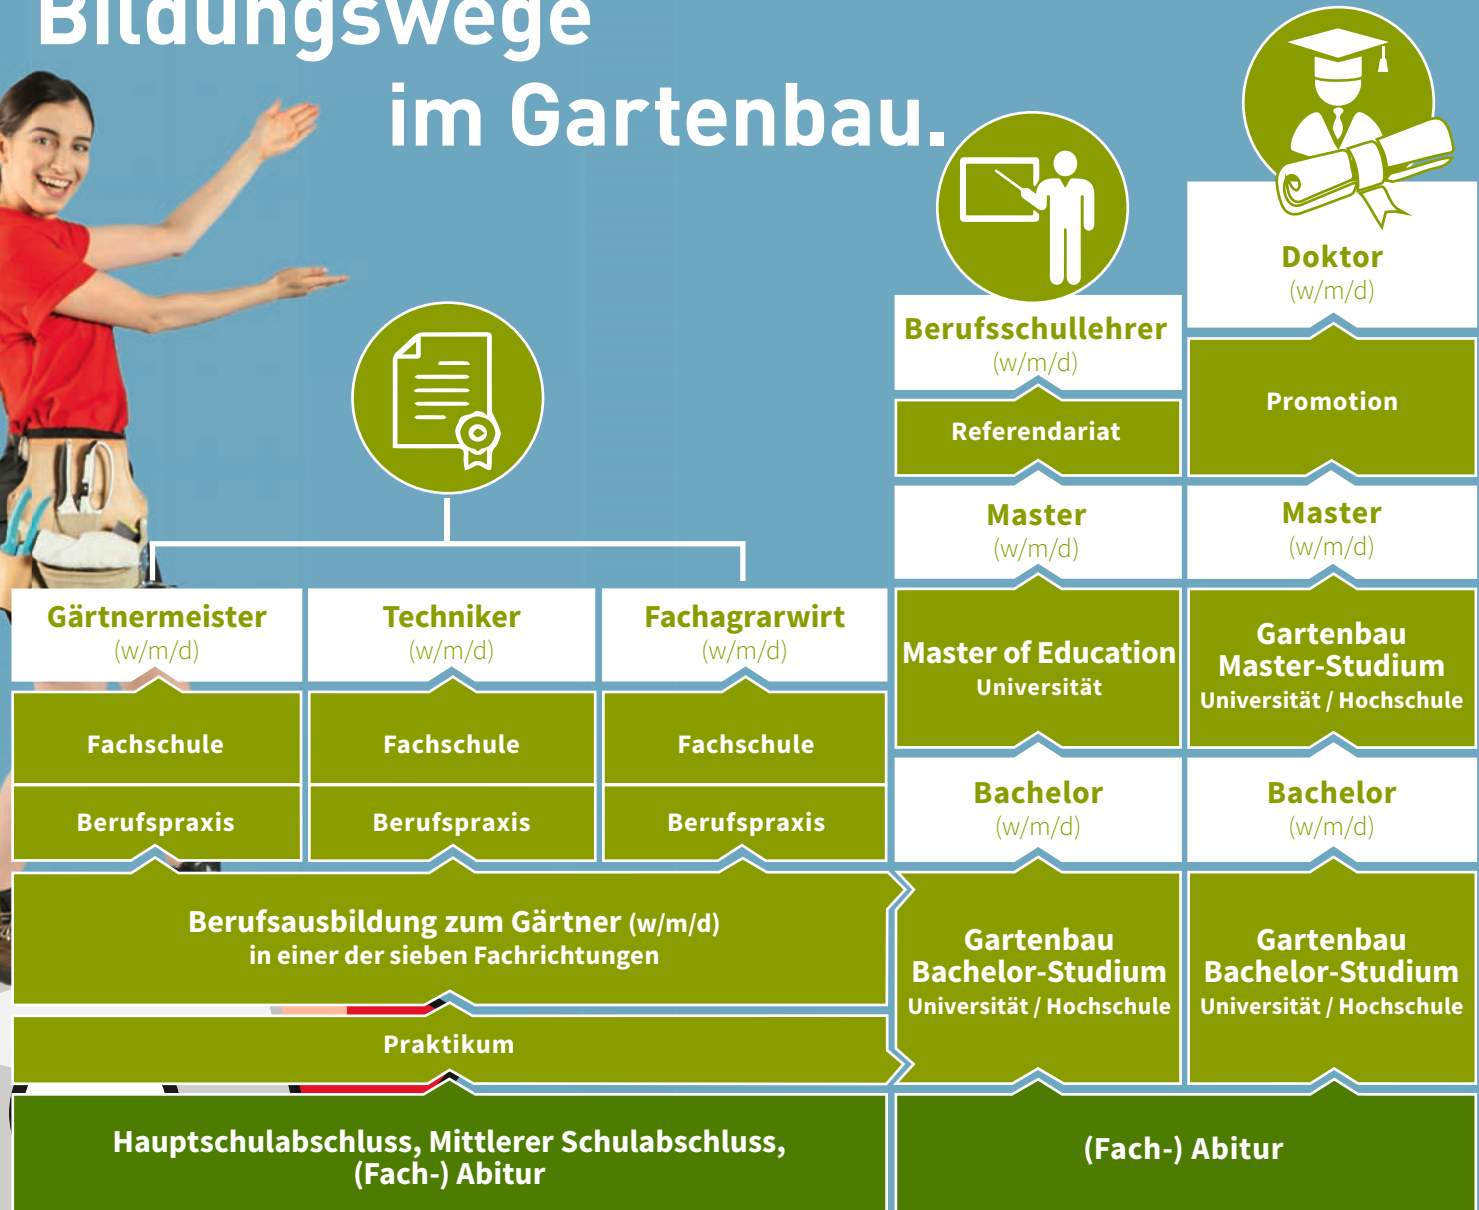 Bildungswege
im Gartenbau.
Doktor
(w/m/d)
Berufsschullehrer
(w/m/d)
Promotion
Referendariat
Master
(w/m/d)
Master
(w/m/d)
Gärtnermeister
(w/m/d)
Techniker
(w/m/d)
Fachagrarwirt
(w/m/d)
Master of Education
Universität
Gartenbau
Master-Studium
Universität / Hochschule
Fachschule
Fachschule
Fachschule
Bachelor
(w/m/d)
Bachelor
(w/m/d)
Berufspraxis
Berufspraxis
Berufspraxis
Berufsausbildung zum Gärtner (w/m/d)
in einer der sieben Fachrichtungen
Gartenbau
Bachelor-Studium
Universität / Hochschule
Gartenbau
Bachelor-Studium
Universität / Hochschule
Praktikum
Hauptschulabschluss, Mittlerer Schulabschluss,
(Fach-) Abitur
(Fach-) Abitur